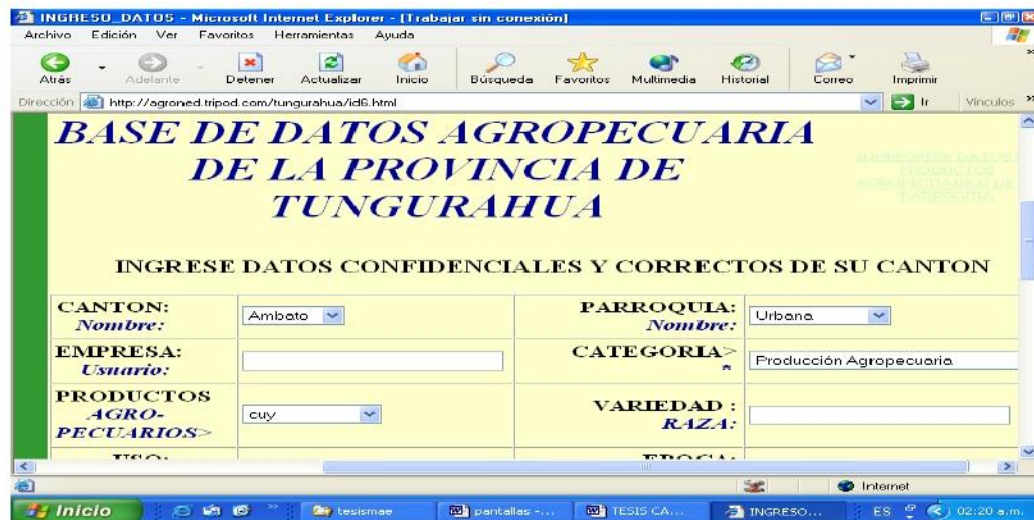 INGRESO_DATOS - Microsoft Internet Explorer - [Trabajar sin conexión]
Archivo Edición Ver Favoritos Herramientas Ayuda
Atrás Adelante Detener Actualizar Inicio Búsqueda Favoritos Multimedia Historial Correo Imprimir
Dirección http://agroned.tripod.com/tungurahua/id6.html Ir Vínculos
BASE DE DATOS AGROPECUARIA
DE LA PROVINCIA DE
TUNGURAHUA
PRODUCTOS
PARROQUIA
INGRESE DATOS CONFIDENCIALES Y CORRECTOS DE SU CANTON
CANTON:
Nombre:
Ambato
PARROQUIA:
Nombre:
Urbana
EMPRESA:
Usuario:
CATEGORIA>
*
Producción Agropecuaria
PRODUCTOS
AGRO-
PECUARIOS>
cuy
VARIEDAD :
RAZA:
USO:
EPOCA:
Internet
Inicio tesismae pantallas -... TESIS CA... INGRESO... ES 02:20 a.m.